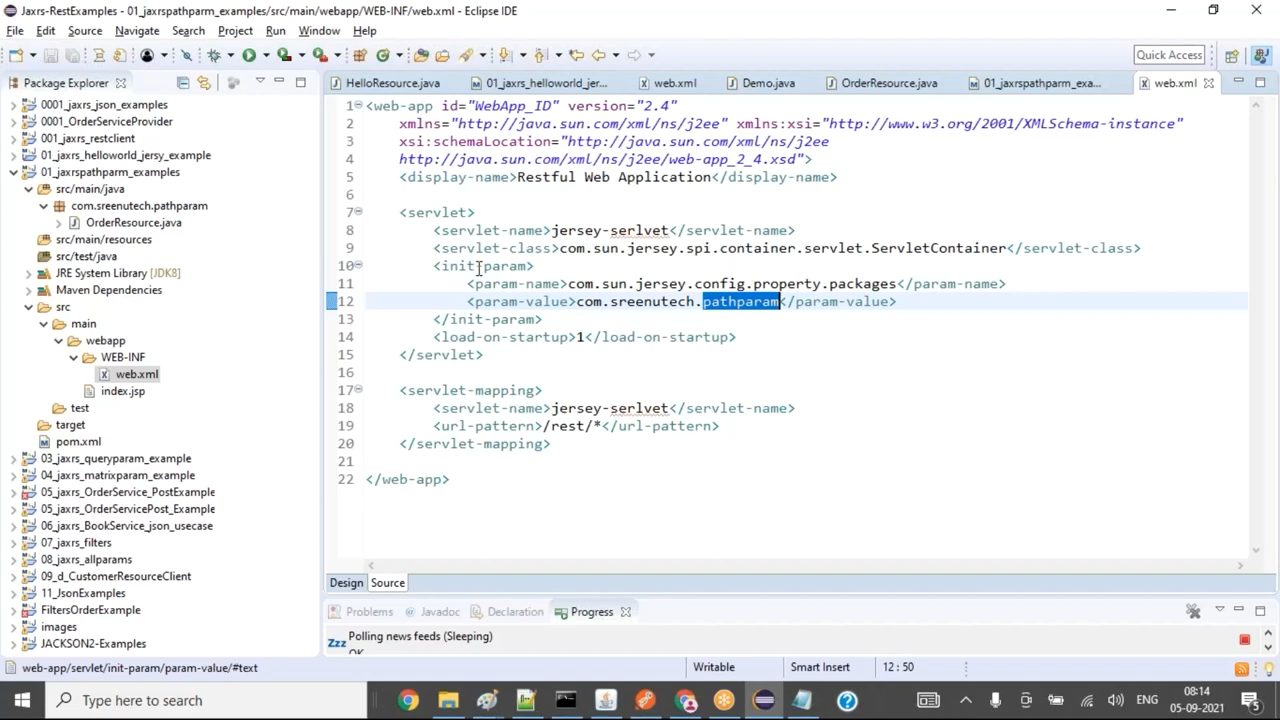 Jaxrs-RestExamples - 01_jaxrspathparm_examples/src/main/webapp/WEB-INF/web.xml - Eclipse IDE
File Edit Source Navigate Search Project Run Window Help
Quick Access
Package Explorer
HelloResource.java 01_jaxrs_helloworld_jer... web.xml Demo.java OrderResource.java 01_jaxrspathparm_exa... web.xml
0001_jaxrs_json_examples
0001_OrderServiceProvider
001_jaxrs_restclient
01_jaxrs_helloworld_jersy_example
01_jaxrspathparm_examples
src/main/java
com.sreenutech.pathparam
OrderResource.java
src/main/resources
src/test/java
JRE System Library [JDK8]
Maven Dependencies
src
main
webapp
WEB-INF
web.xml
index.jsp
test
target
pom.xml
03_jaxrs_queryparam_example
04_jaxrs_matrixparam_example
05_jaxrs_OrderService_PostExample
05_jaxrs_OrderServicePost_Example
06_jaxrs_BookService_json_usecase
07_jaxrs_filters
08_jaxrs_allparams
09_d_CustomerResourceClient
11_JsonExamples
FiltersOrderExample
images
JACKSON2-Examples
1 <web-app id="WebApp_ID" version="2.4"
2 xmlns="http://java.sun.com/xml/ns/j2ee" xmlns:xsi="http://www.w3.org/2001/XMLSchema-instance"
3 xsi:schemaLocation="http://java.sun.com/xml/ns/j2ee
4 http://java.sun.com/xml/ns/j2ee/web-app_2_4.xsd">
5 <display-name>Restful Web Application</display-name>
6
7 <servlet>
8 <servlet-name>jersey-serlvet</servlet-name>
9 <servlet-class>com.sun.jersey.spi.container.servlet.ServletContainer</servlet-class>
10 <init-param>
11 <param-name>com.sun.jersey.config.property.packages</param-name>
12 <param-value>com.sreenutech.pathparam</param-value>
13 </init-param>
14 <load-on-startup>1</load-on-startup>
15 </servlet>
16
17 <servlet-mapping>
18 <servlet-name>jersey-serlvet</servlet-name>
19 <url-pattern>/rest/*</url-pattern>
20 </servlet-mapping>
21
22 </web-app>
Design Source
Problems Javadoc Declaration Progress
Zzz Polling news feeds (Sleeping)
web-app/servlet/init-param/param-value/#text Writable Smart Insert 12 : 50
Type here to search
ENG
08:14
05-09-2021
5